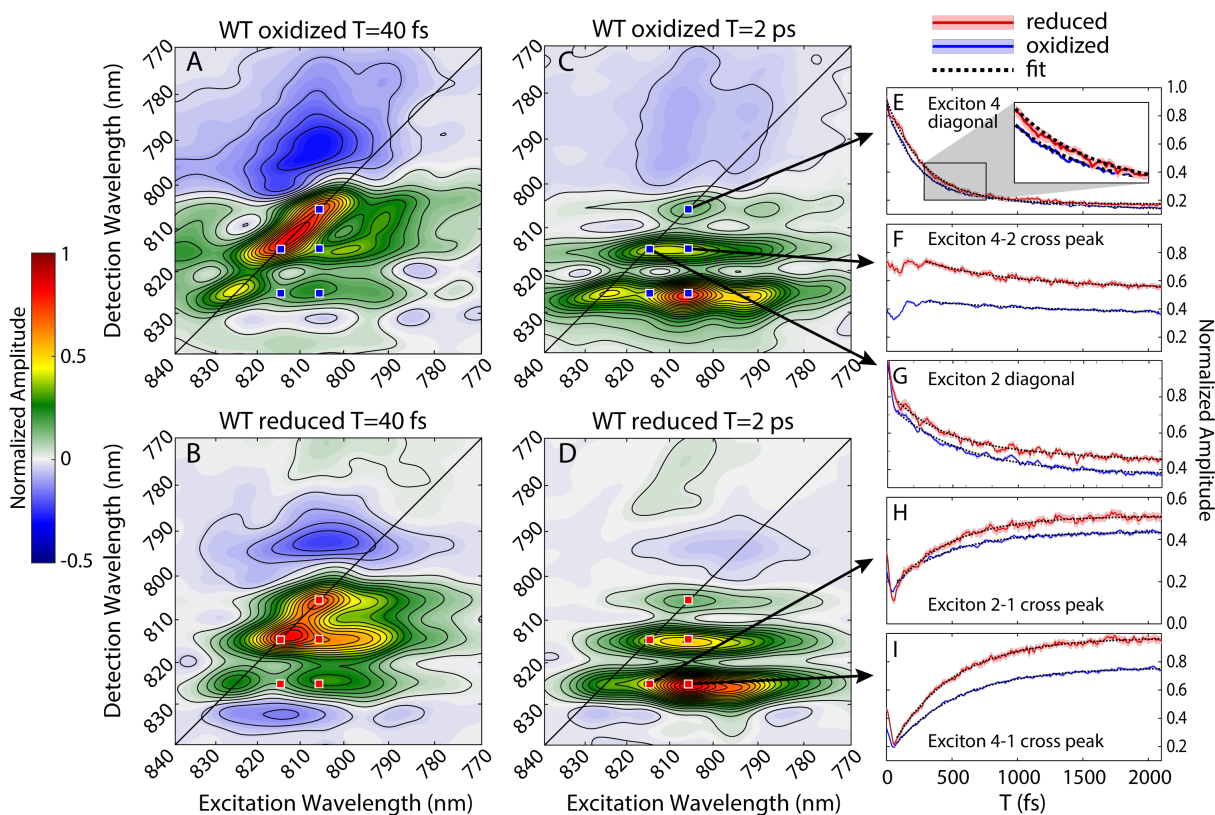 WT oxidized T=40 fs
A
770
780
790
800
810
820
830
840 830 820 810 800 790 780 770
Detection Wavelength (nm)
WT oxidized T=2 ps
C
770
780
790
800
810
820
830
840 830 820 810 800 790 780 770
WT reduced T=40 fs
B
770
780
790
800
810
820
830
840 830 820 810 800 790 780 770
Detection Wavelength (nm)
Excitation Wavelength (nm)
WT reduced T=2 ps
D
770
780
790
800
810
820
830
840 830 820 810 800 790 780 770
Excitation Wavelength (nm)
Normalized Amplitude
1
0.5
0
-0.5
reduced
oxidized
fit
E Exciton 4
diagonal
1.0
0.8
0.6
0.4
0.2
F Exciton 4-2 cross peak
0.8
0.6
0.4
0.2
G Exciton 2 diagonal
0.8
0.6
0.4
H
Exciton 2-1 cross peak
0.6
0.4
0.2
0.0
I
Exciton 4-1 cross peak
0.8
0.6
0.4
0.2
500 1000 1500 2000
T (fs)
Normalized Amplitude